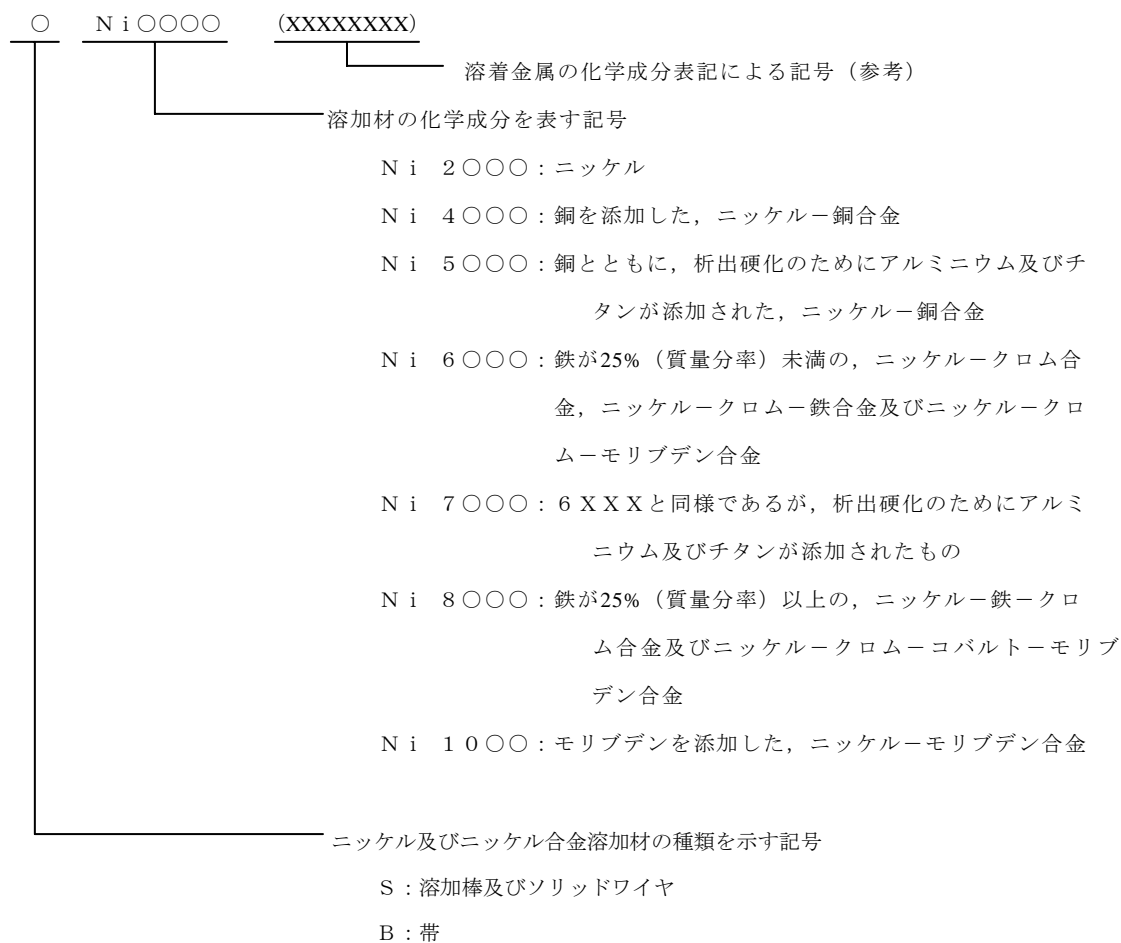 ○ Ni○○○○ (XXXXXXXX)
溶着金属の化学成分表記による記号（参考）
溶加材の化学成分を表す記号
Ni 2○○○：ニッケル
Ni 4○○○：銅を添加した，ニッケル－銅合金
Ni 5○○○：銅とともに，析出硬化のためにアルミニウム及びチ
タンが添加された，ニッケル－銅合金
Ni 6○○○：鉄が25%（質量分率）未満の，ニッケル－クロム合
金，ニッケル－クロム－鉄合金及びニッケル－クロ
ム－モリブデン合金
Ni 7○○○：6XXXと同様であるが，析出硬化のためにアルミ
ニウム及びチタンが添加されたもの
Ni 8○○○：鉄が25%（質量分率）以上の，ニッケル－鉄－クロ
ム合金及びニッケル－クロム－コバルト－モリブ
デン合金
Ni 10○○：モリブデンを添加した，ニッケル－モリブデン合金
ニッケル及びニッケル合金溶加材の種類を示す記号
S：溶加棒及びソリッドワイヤ
B：帯